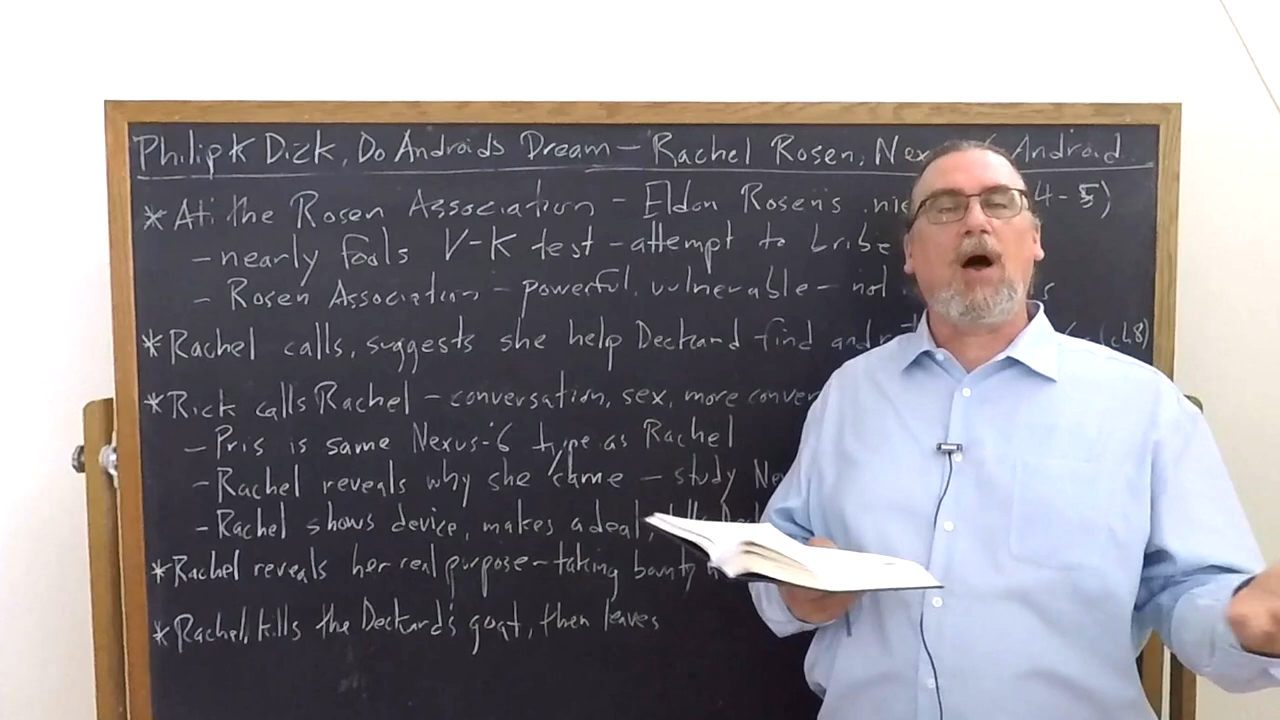 Philip K Dick, Do Androids Dream - Rachel Rosen, Nex 6 Android
* At the Rosen Association - Eldon Rosen's nie 4-5)
- nearly fools V-K test - attempt to bribe
- Rosen Association - powerful, vulnerable - not
* Rachel calls, suggests she help Deckard find andr (ch8)
* Rick calls Rachel - conversation, sex, more conver
- Pris is same Nexus-6 type as Rachel
- Rachel reveals why she came - study Ne
- Rachel shows device, makes a deal,
* Rachel reveals her real purpose - taking bounty
* Rachel kills the Deckard's goat, then leaves